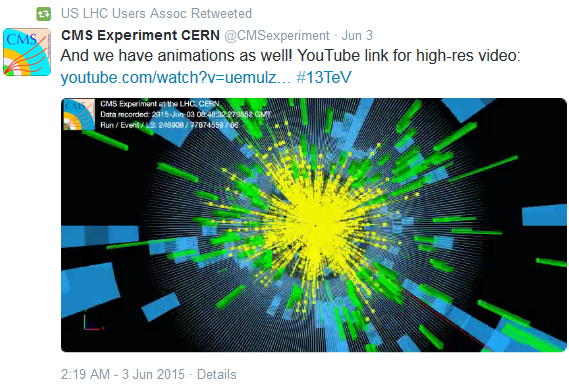 US LHC Users Assoc Retweeted
CMS Experiment CERN @CMSexperiment · Jun 3
And we have animations as well! YouTube link for high-res video:
youtube.com/watch?v=uemulz… #13TeV
CMS
CMS Experiment at the LHC, CERN
Data recorded: 2015-Jun-03 08:48:32.279552 GMT
Run / Event / LS: 246908 / 77874559 / 86
2:19 AM - 3 Jun 2015 · Details